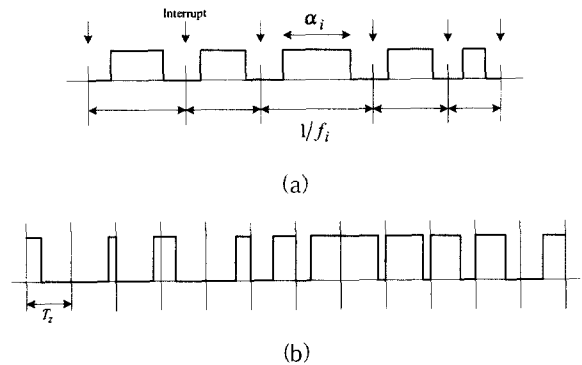 Interrupt
α_i
1/f_i
(a)
T_z
(b)